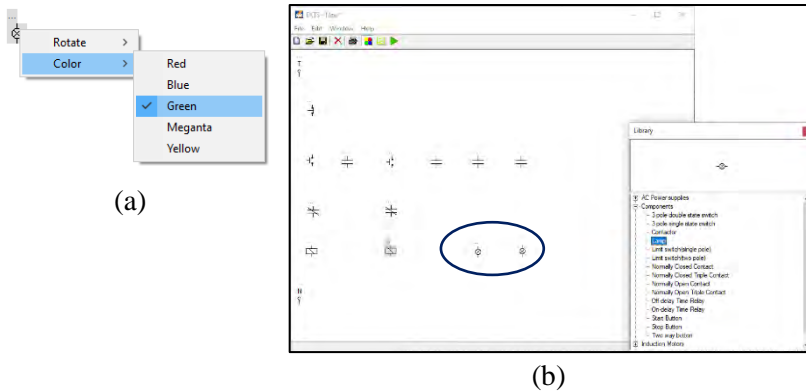 Rotate >
Color >
Red
Blue
Green
Meganta
Yellow
(a)
File Edit Window Help
T
N
Library
AC Power supplies
Components
3 pole double state switch
3 pole single state switch
Contactor
Lamp
Limit switch(single pole)
Limit switch(two pole)
Normally Closed Contact
Normally Closed Triple Contact
Normally Open Contact
Normally Open Triple Contact
Off-delay Time Relay
On-delay Time Relay
Start Button
Stop Button
Two way button
Induction Motors
(b)